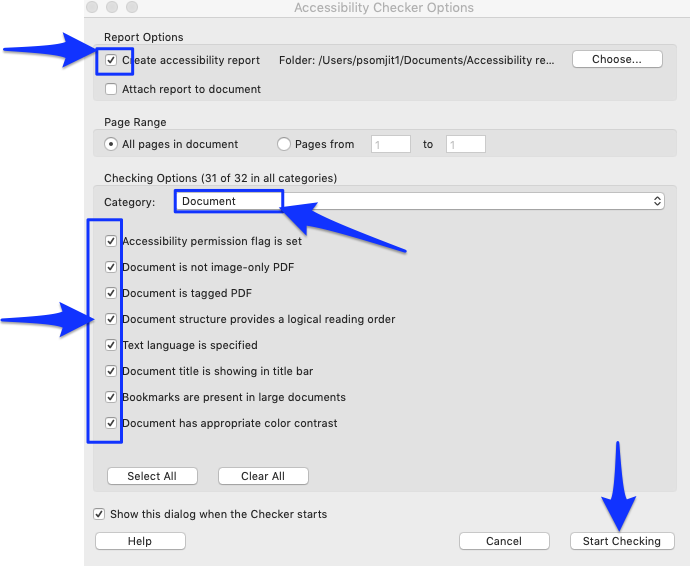 Accessibility Checker Options
Report Options
Create accessibility report Folder: /Users/psomjit1/Documents/Accessibility re... Choose...
Attach report to document
Page Range
All pages in document Pages from 1 to 1
Checking Options (31 of 32 in all categories)
Category: Document
Accessibility permission flag is set
Document is not image-only PDF
Document is tagged PDF
Document structure provides a logical reading order
Text language is specified
Document title is showing in title bar
Bookmarks are present in large documents
Document has appropriate color contrast
Select All Clear All
Show this dialog when the Checker starts
Help Cancel Start Checking